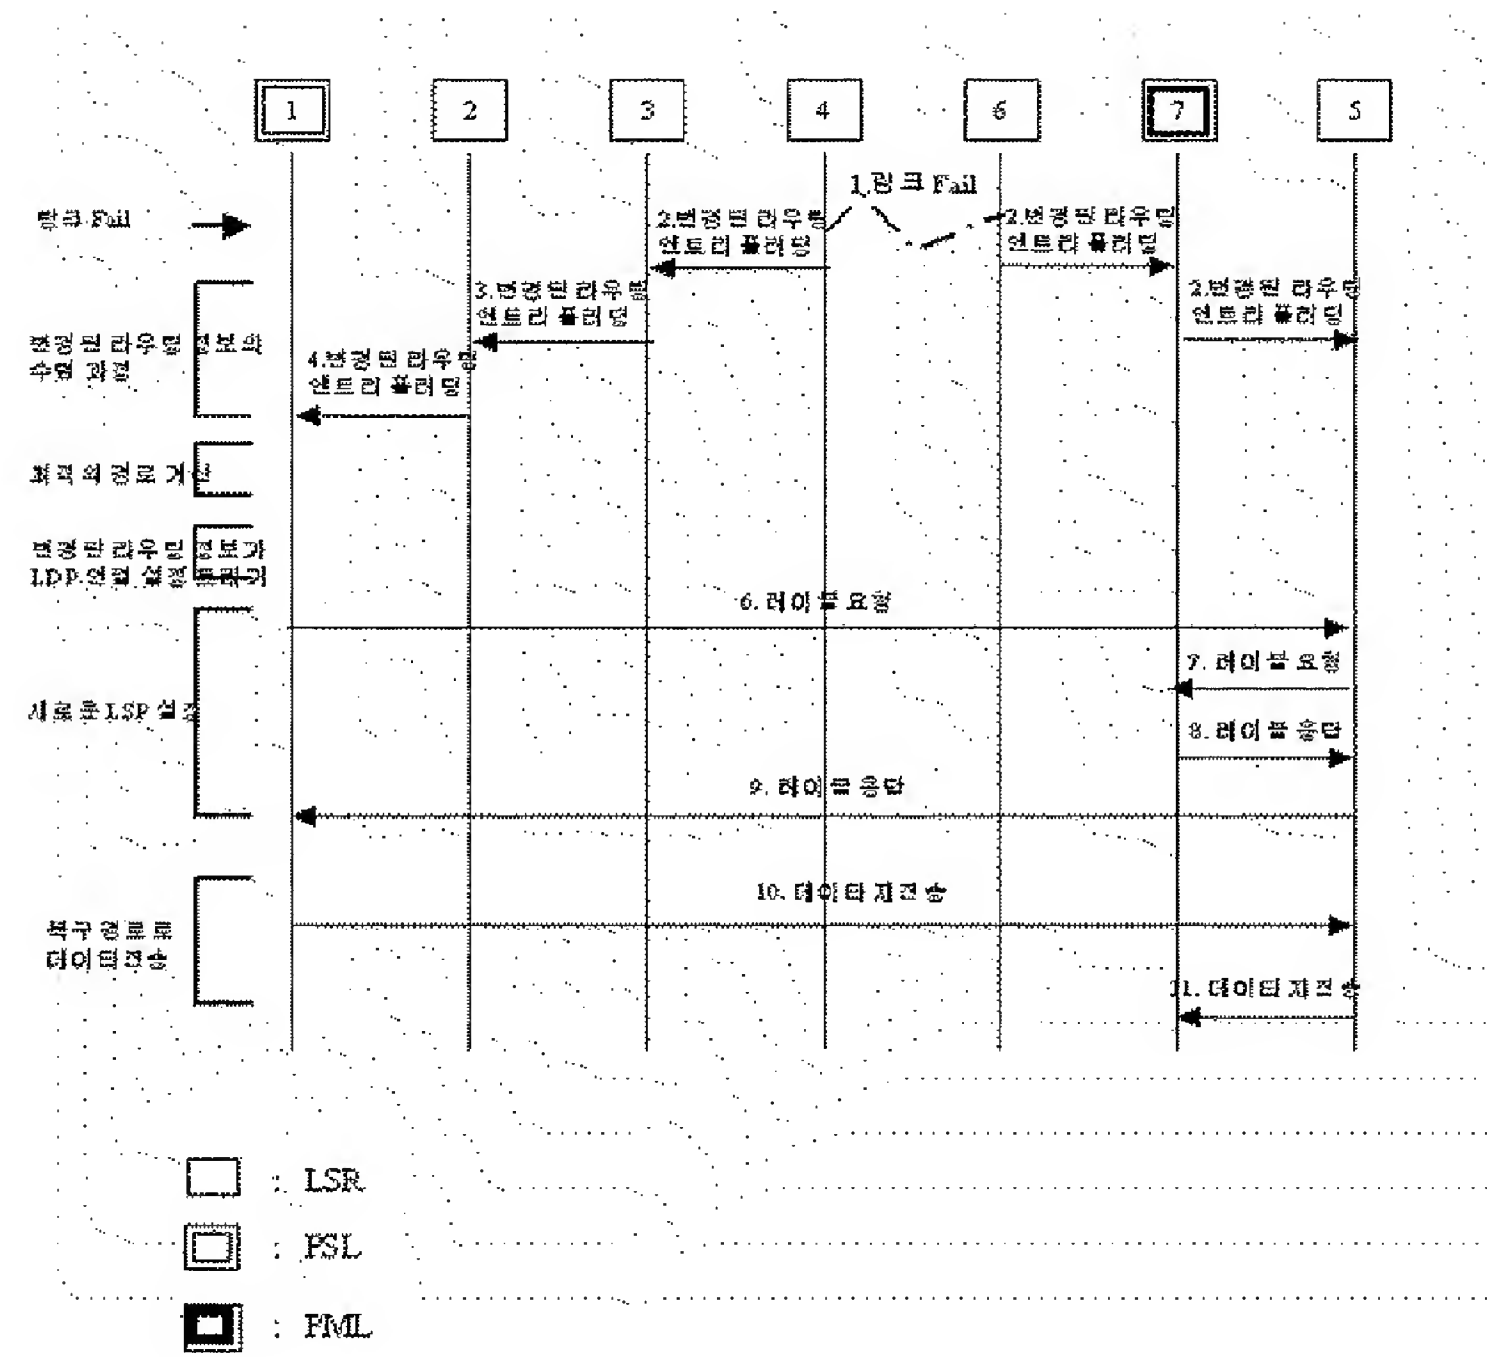 1
2
3
4
6
7
5
1.링크 Fail
링크 Fail
2.변경된 라우팅
엔트리 플러딩
2.변경된 라우팅
엔트리 플러딩
3.변경된 라우팅
엔트리 플러딩
2.변경된 라우팅
엔트리 플러딩
변경된 라우팅 정보의
4.변경된 라우팅
엔트리 플러딩
최적의 경로 계산
변경된 라우팅 정보가
LDP 연결 설정 트리거
6. 레이블 요청
7. 레이블 요청
새로운 LSP 설정
8. 레이블 응답
9. 레이블 응답
10. 데이타 재전송
복구 경로로
데이타 전송
11. 데이타 재전송
: LSR
: PSL
: PML